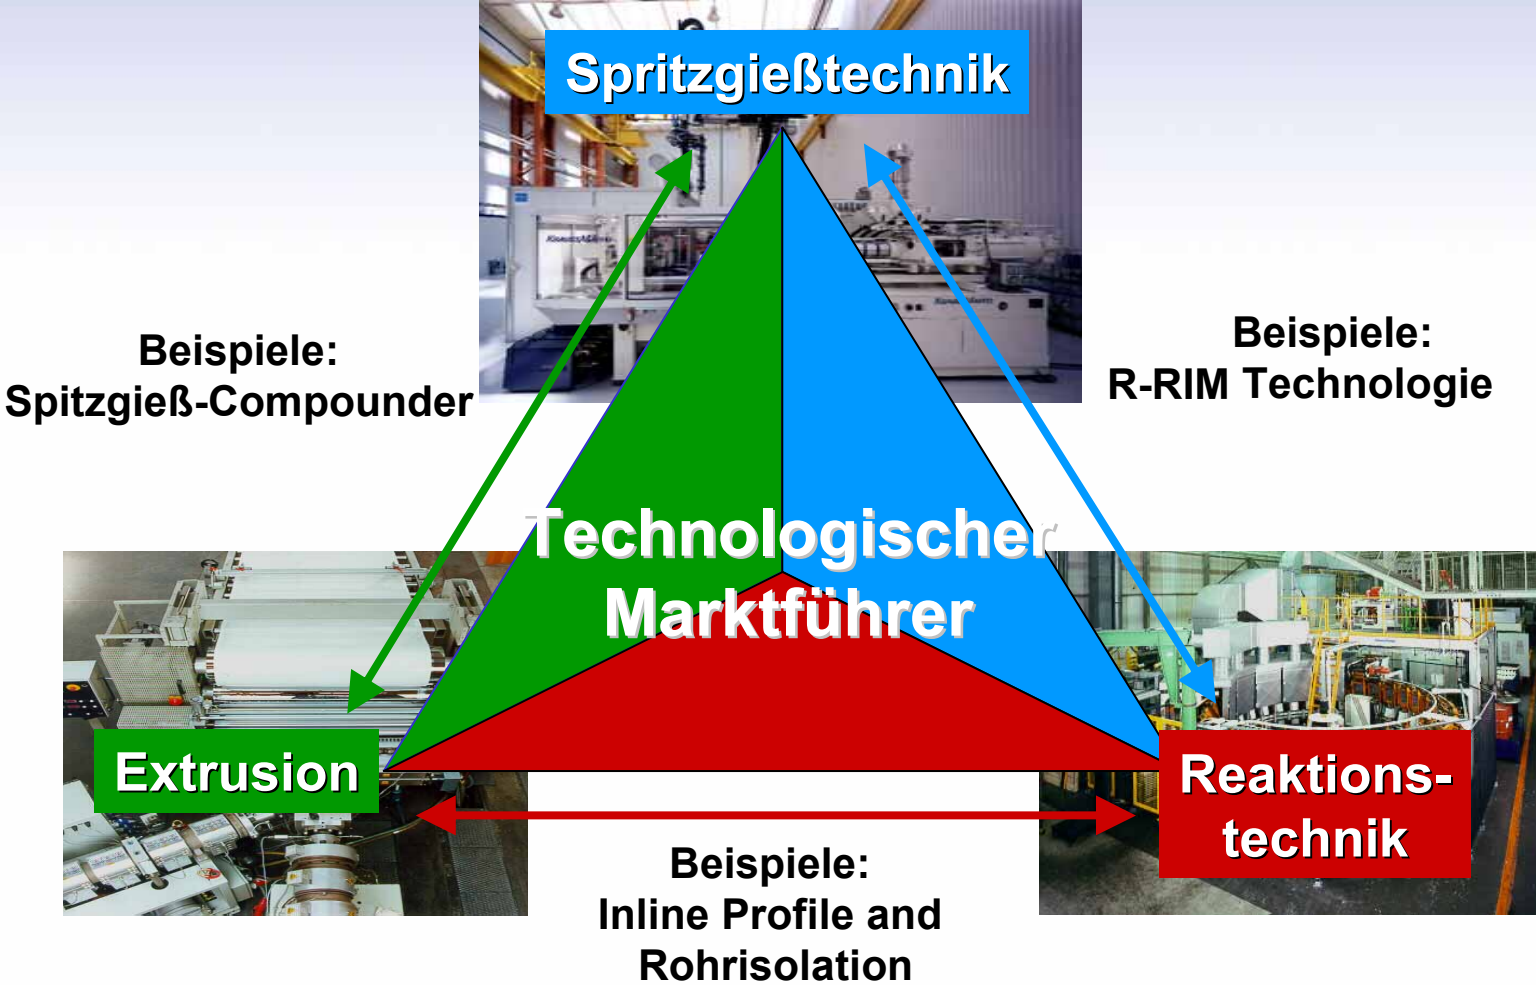 Spritzgießtechnik
Beispiele:
Spitzgieß-Compounder
Beispiele:
R-RIM Technologie
Technologischer
Marktführer
Extrusion
Reaktions-
technik
Beispiele:
Inline Profile and
Rohrisolation